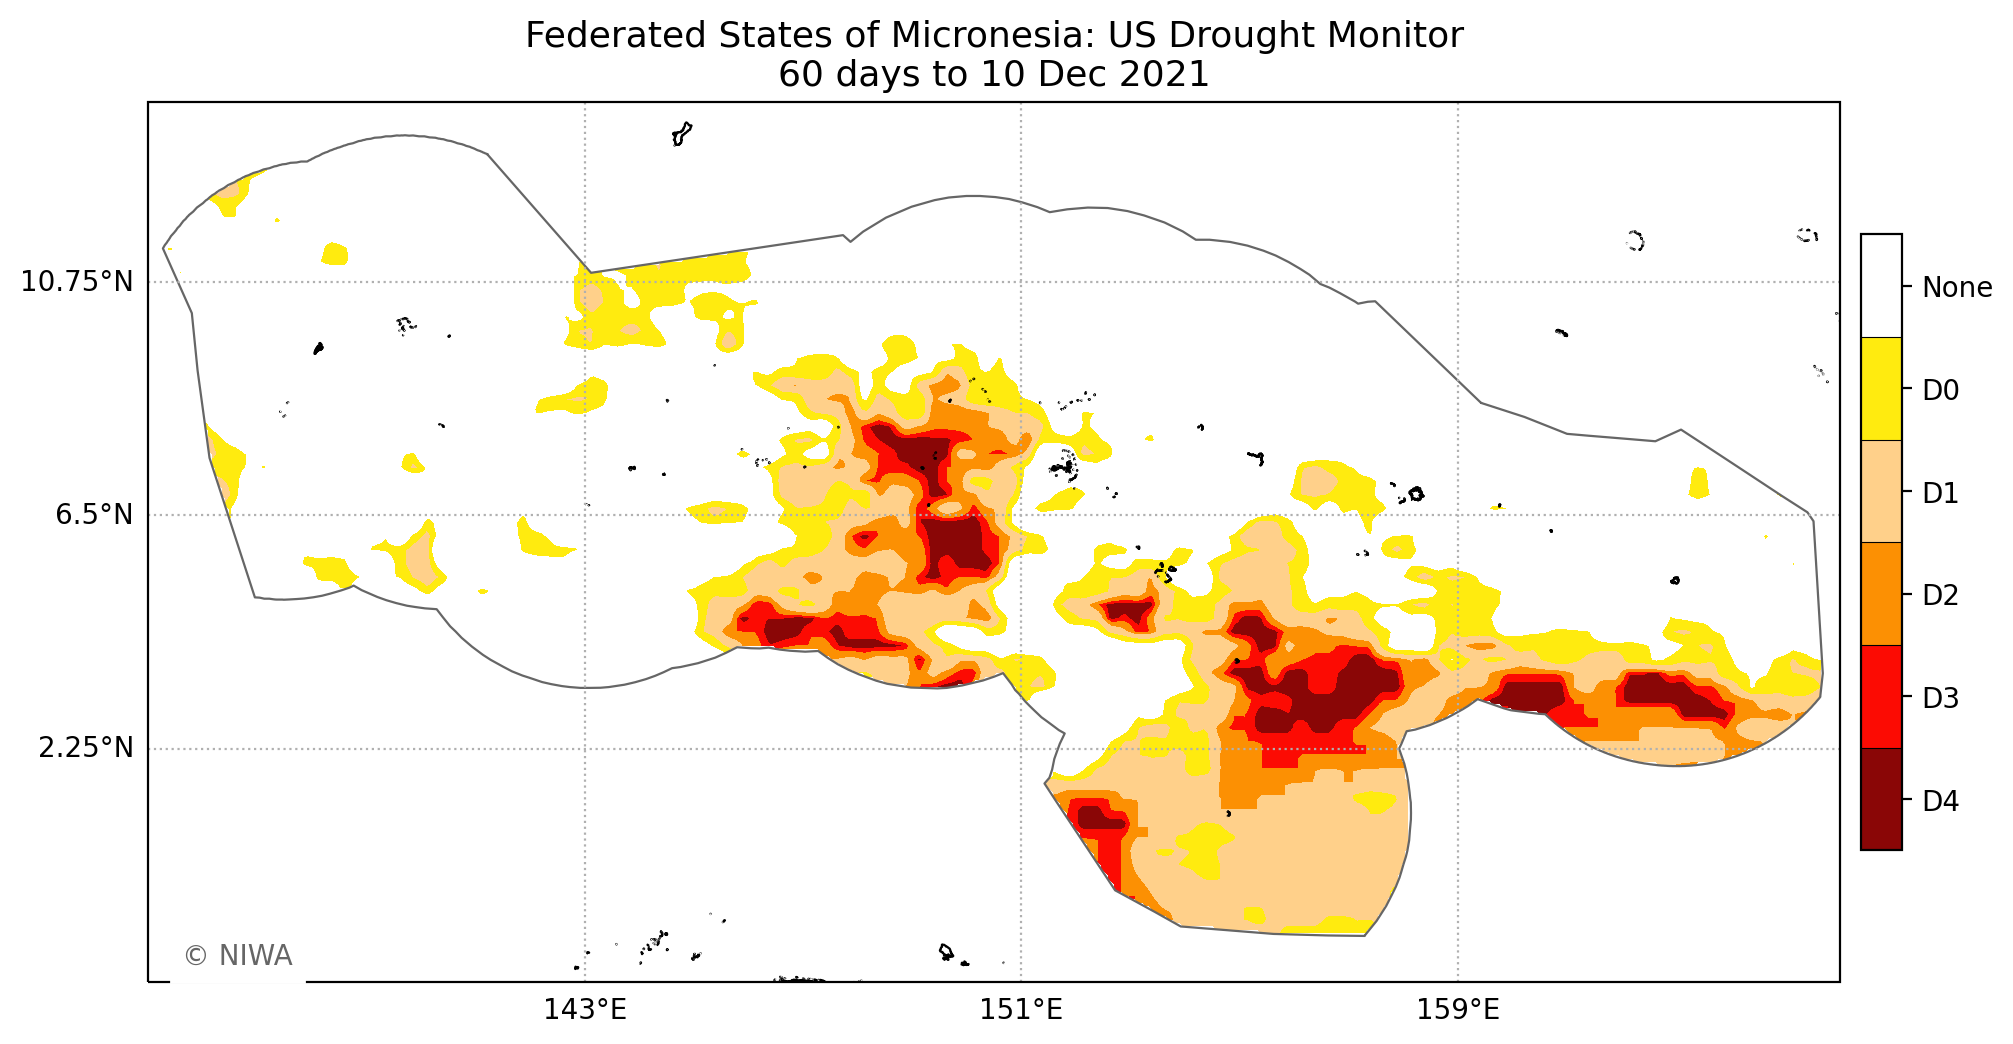 Federated States of Micronesia: US Drought Monitor
60 days to 10 Dec 2021
10.75°N
6.5°N
2.25°N
143°E
151°E
159°E
None
D0
D1
D2
D3
D4
© NIWA